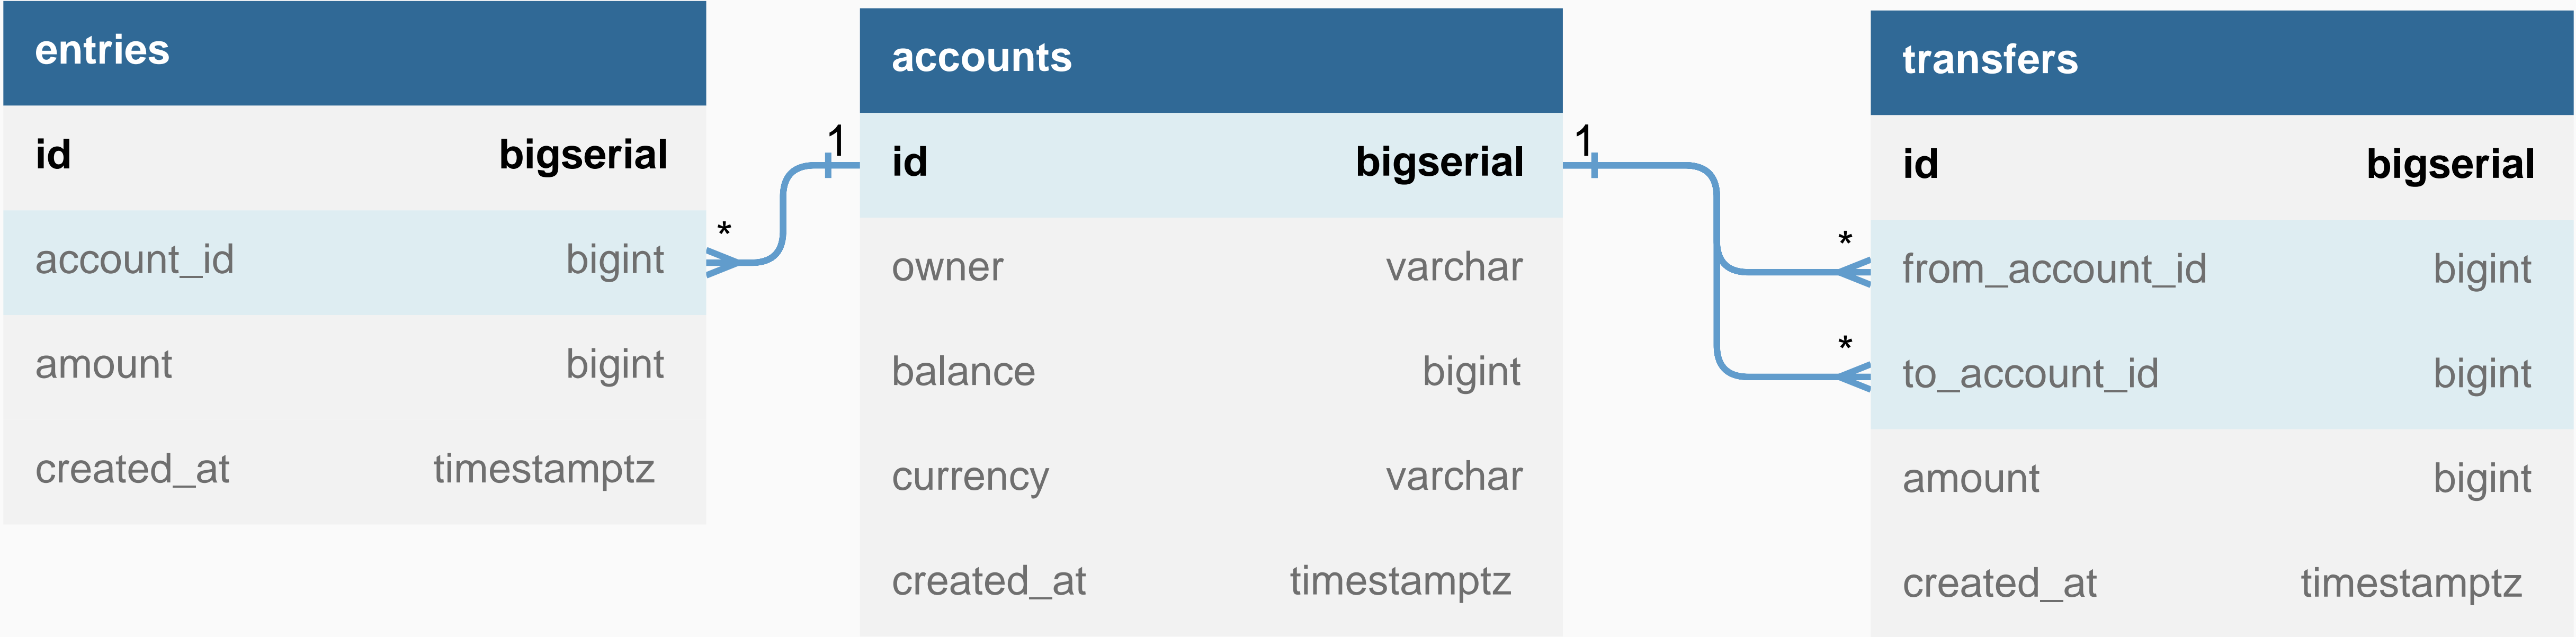 entries
id bigserial
account_id bigint
amount bigint
created_at timestamptz
1
*
accounts
id bigserial
owner varchar
balance bigint
currency varchar
created_at timestamptz
1
*
*
transfers
id bigserial
from_account_id bigint
to_account_id bigint
amount bigint
created_at timestamptz